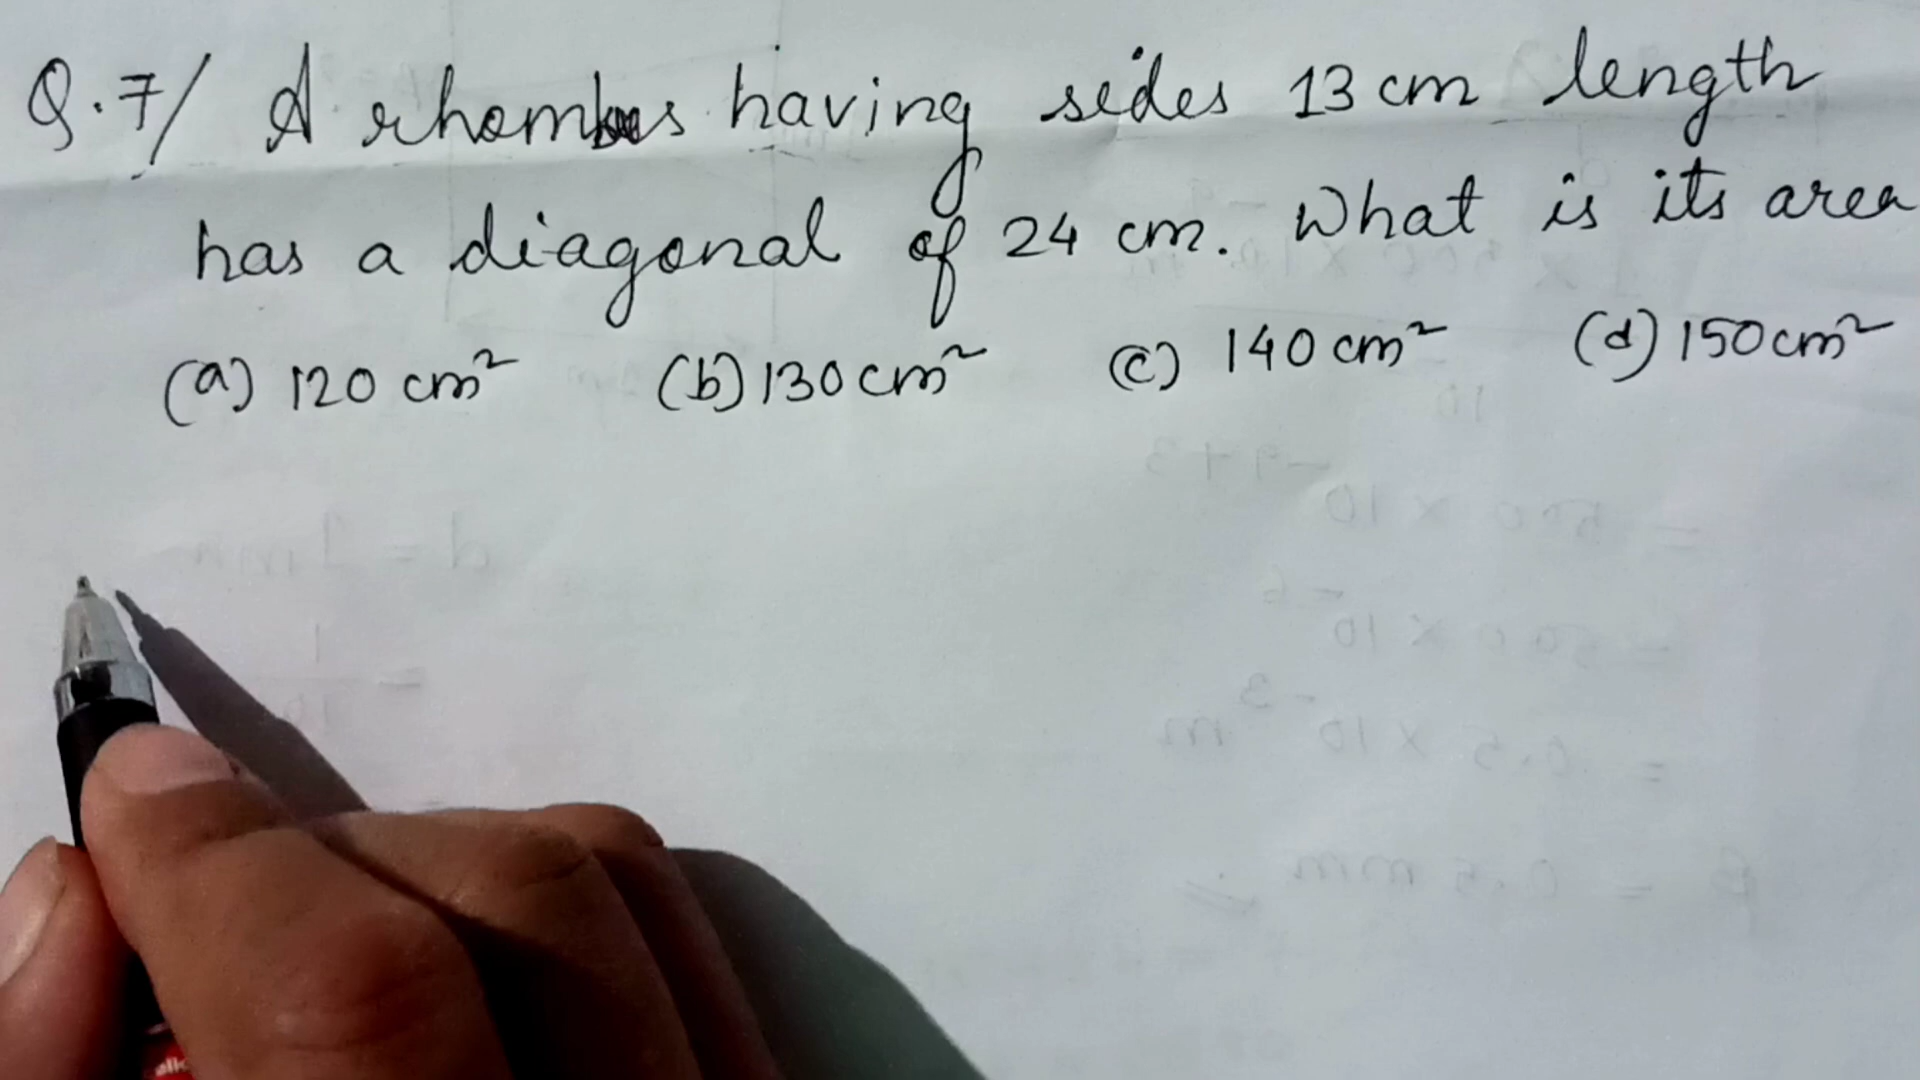 Q.7/ A rhombus having sides 13 cm length
has a diagonal of 24 cm. What is its area
(a) 120 cm² (b) 130 cm² (c) 140 cm² (d) 150 cm²